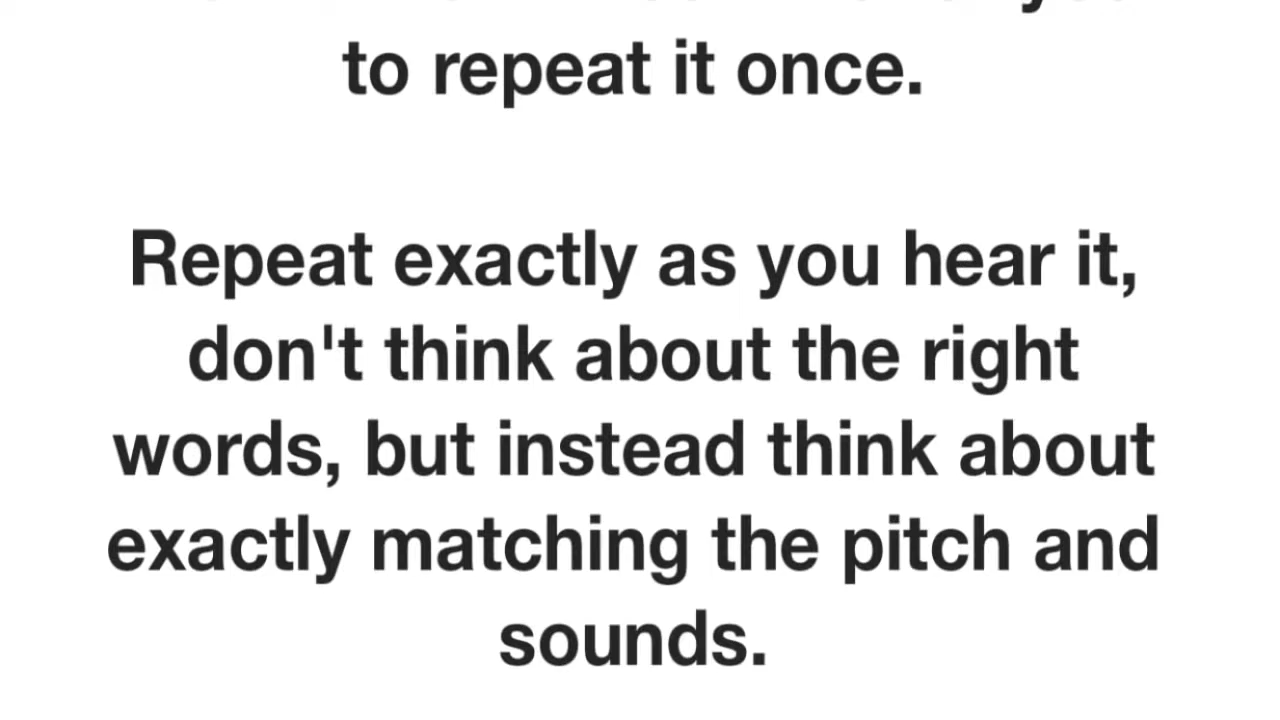 to repeat it once.
Repeat exactly as you hear it,
don't think about the right
words, but instead think about
exactly matching the pitch and
sounds.